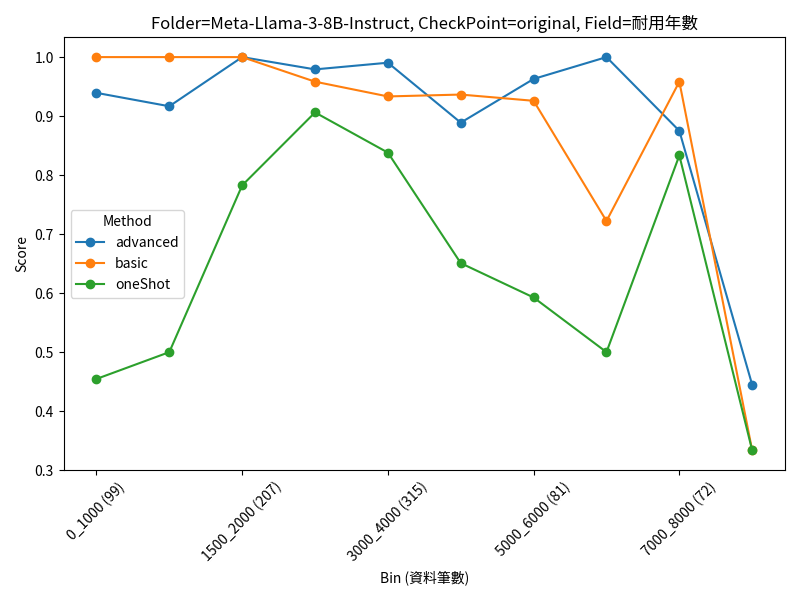 Folder=Meta-Llama-3-8B-Instruct, CheckPoint=original, Field=耐用年數
1.0
0.9
0.8
0.7
0.6
0.5
0.4
0.3
Score
Method
advanced
basic
oneShot
0_1000 (99)
1500_2000 (207)
3000_4000 (315)
5000_6000 (81)
7000_8000 (72)
Bin (資料筆數)